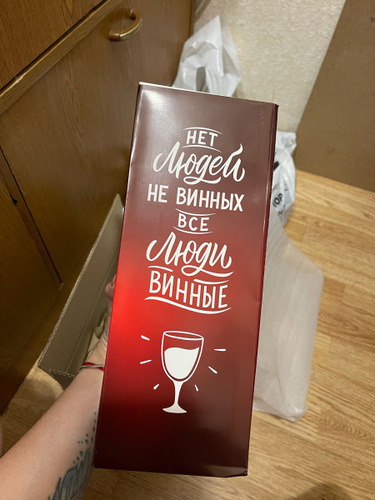 НЕТ
Людей
НЕ ВИННЫХ
ВСЕ
Люди
ВИННЫЕ